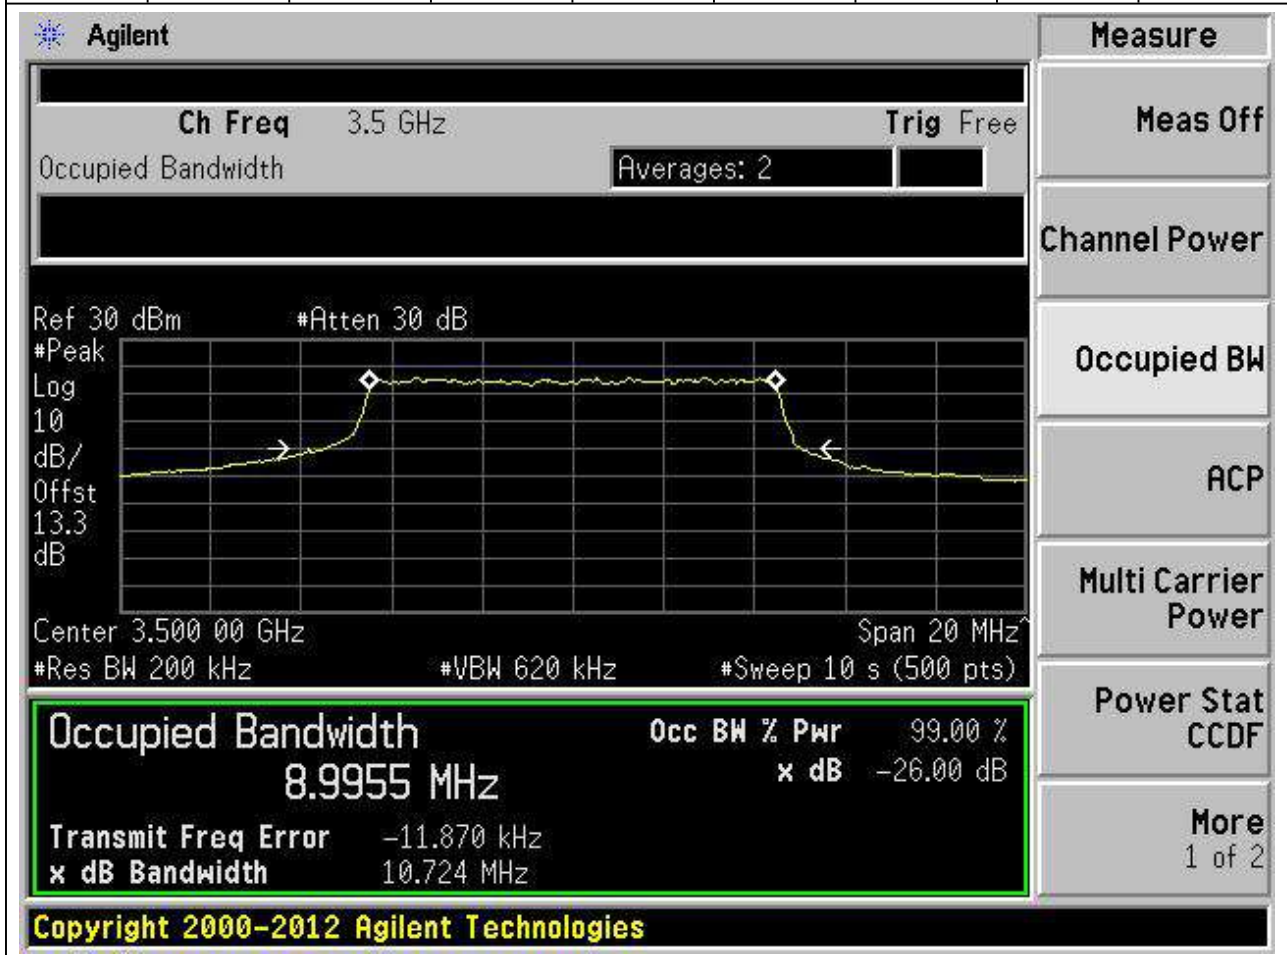 Agilent
Measure
Ch Freq 3.5 GHz Trig Free
Meas Off
Occupied Bandwidth Averages: 2
Channel Power
Ref 30 dBm #Atten 30 dB
#Peak
Log
10
dB/
Offst
13.3
dB
Occupied BW
ACP
Center 3.500 00 GHz Span 20 MHz^
#Res BW 200 kHz #VBW 620 kHz #Sweep 10 s (500 pts)
Multi Carrier
Power
Occupied Bandwidth Occ BW % Pwr 99.00 %
8.9955 MHz x dB -26.00 dB
Transmit Freq Error -11.870 kHz
x dB Bandwidth 10.724 MHz
Power Stat
CCDF
More
1 of 2
Copyright 2000-2012 Agilent Technologies